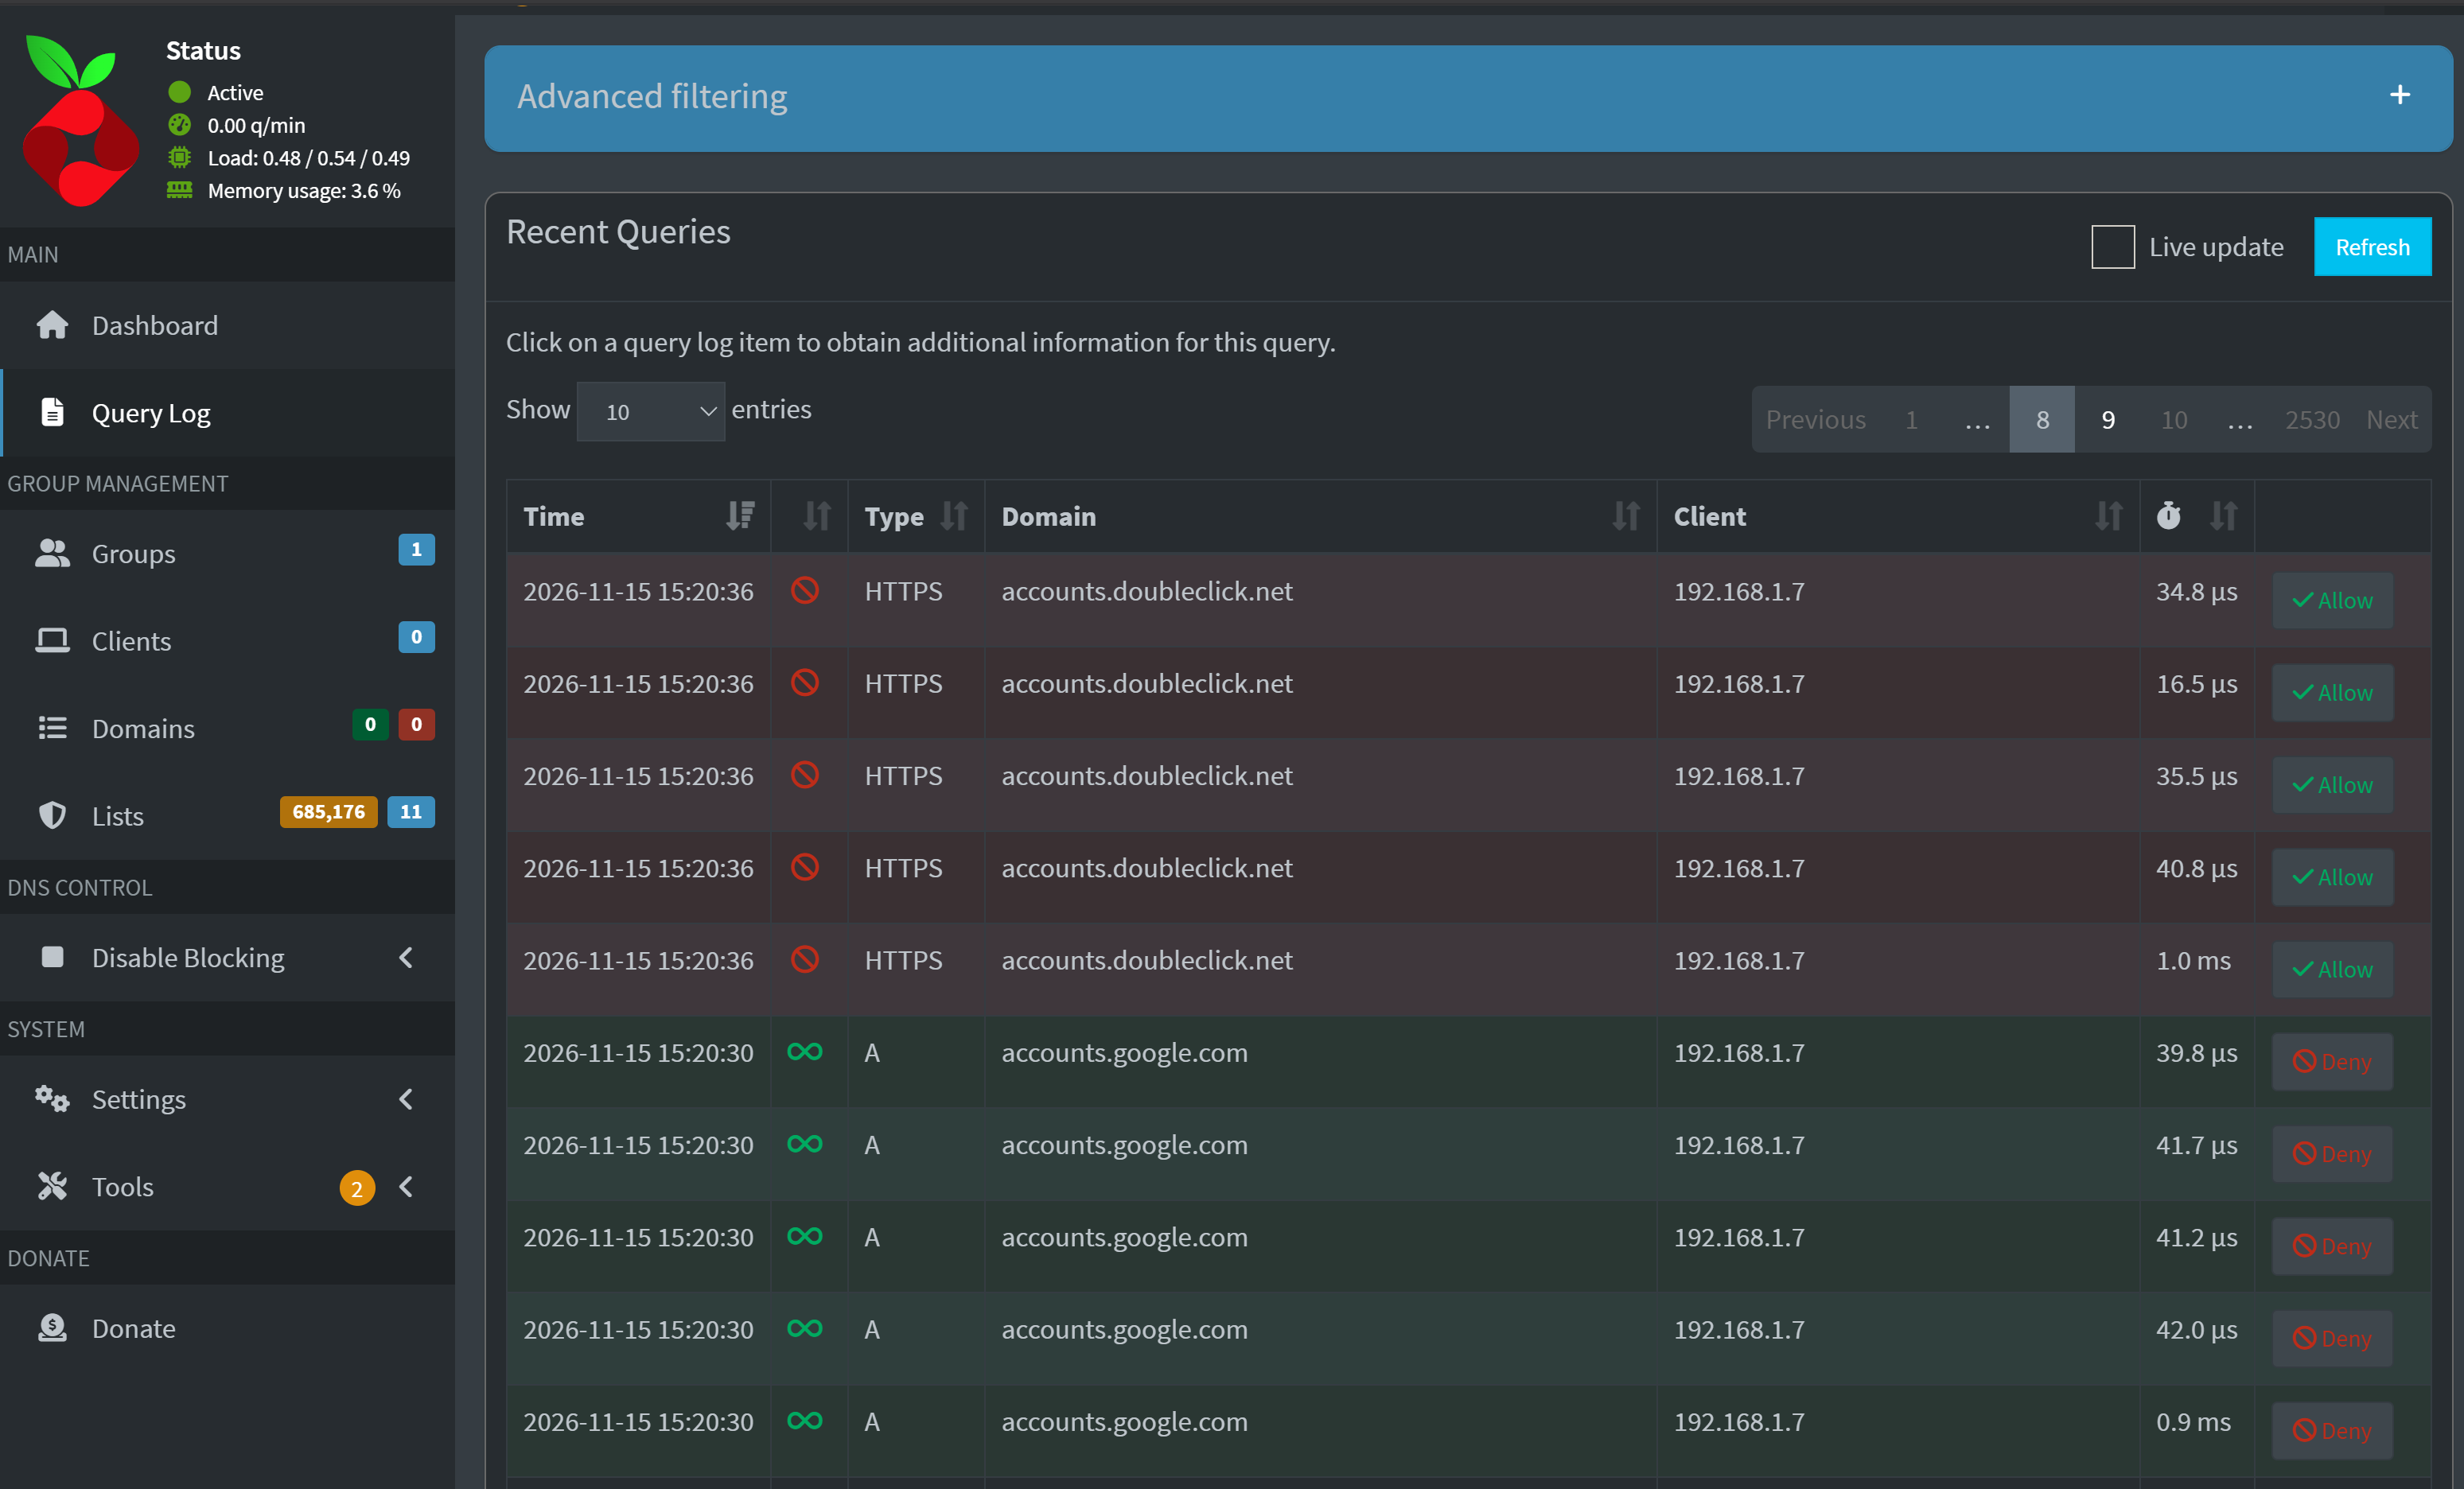 Status
Active
0.00 q/min
Load: 0.48 / 0.54 / 0.49
Memory usage: 3.6 %
MAIN
Dashboard
Query Log
GROUP MANAGEMENT
Groups 1
Clients 0
Domains 0 0
Lists 685,176 11
DNS CONTROL
Disable Blocking
SYSTEM
Settings
Tools 2
DONATE
Donate
Advanced filtering +
Recent Queries
Live update Refresh
Click on a query log item to obtain additional information for this query.
Show 10 entries
Previous 1 … 8 9 10 … 2530 Next
Time Type Domain Client
2026-11-15 15:20:36 HTTPS accounts.doubleclick.net 192.168.1.7 34.8 µs Allow
2026-11-15 15:20:36 HTTPS accounts.doubleclick.net 192.168.1.7 16.5 µs Allow
2026-11-15 15:20:36 HTTPS accounts.doubleclick.net 192.168.1.7 35.5 µs Allow
2026-11-15 15:20:36 HTTPS accounts.doubleclick.net 192.168.1.7 40.8 µs Allow
2026-11-15 15:20:36 HTTPS accounts.doubleclick.net 192.168.1.7 1.0 ms Allow
2026-11-15 15:20:30 A accounts.google.com 192.168.1.7 39.8 µs Deny
2026-11-15 15:20:30 A accounts.google.com 192.168.1.7 41.7 µs Deny
2026-11-15 15:20:30 A accounts.google.com 192.168.1.7 41.2 µs Deny
2026-11-15 15:20:30 A accounts.google.com 192.168.1.7 42.0 µs Deny
2026-11-15 15:20:30 A accounts.google.com 192.168.1.7 0.9 ms Deny